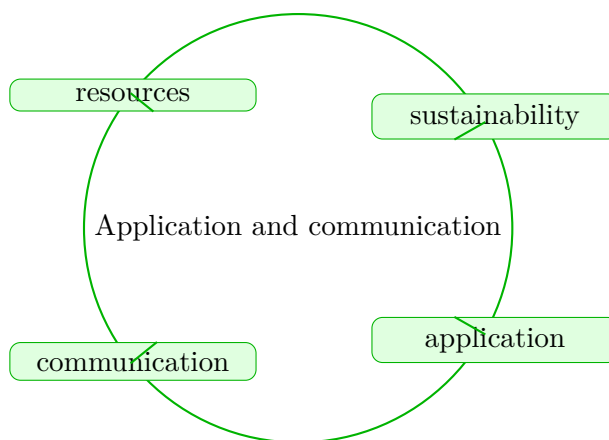 resources
sustainability
Application and communication
application
communication